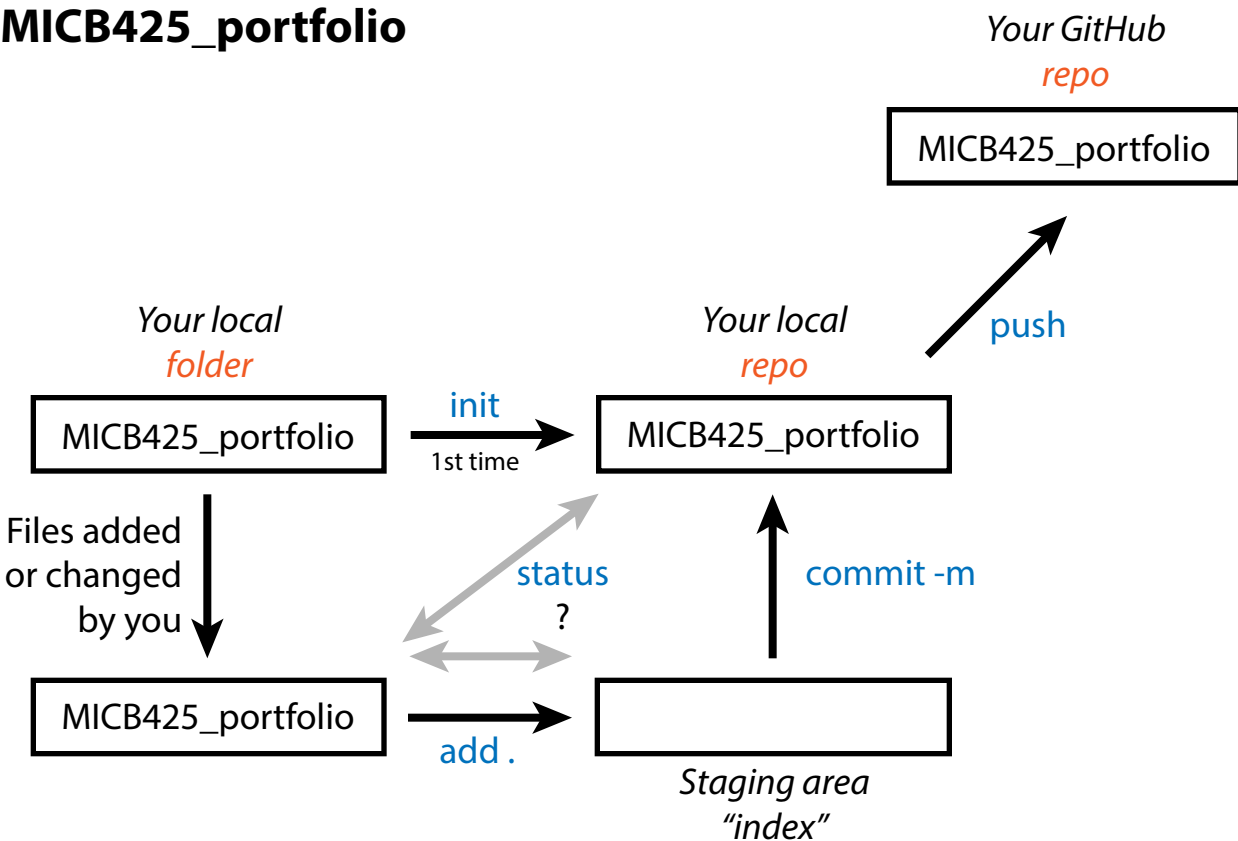 MICB425_portfolio
Your GitHub
repo
MICB425_portfolio
push
Your local
folder
MICB425_portfolio
init
1st time
Your local
repo
MICB425_portfolio
Files added
or changed
by you
status
?
commit -m
MICB425_portfolio
add .
Staging area
“index”